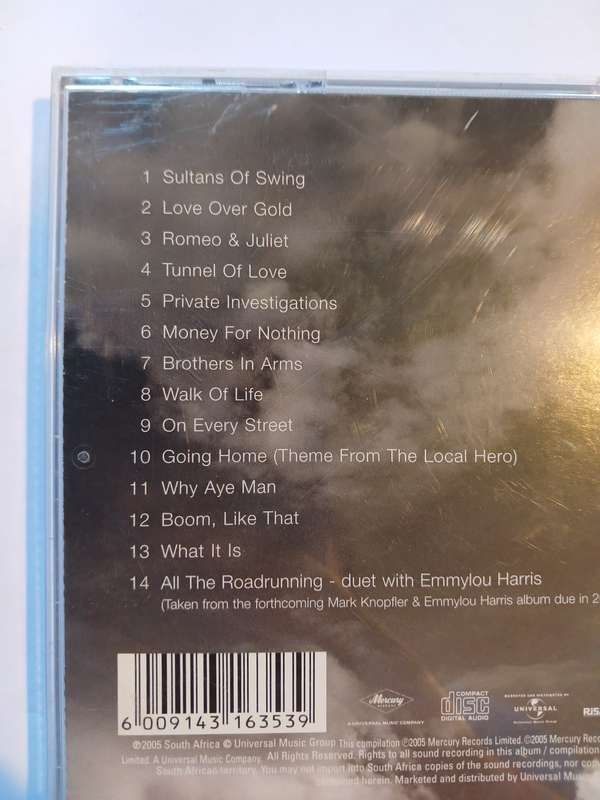 1 Sultans Of Swing
2 Love Over Gold
3 Romeo & Juliet
4 Tunnel Of Love
5 Private Investigations
6 Money For Nothing
7 Brothers In Arms
8 Walk Of Life
9 On Every Street
10 Going Home (Theme From The Local Hero)
11 Why Aye Man
12 Boom, Like That
13 What It Is
14 All The Roadrunning - duet with Emmylou Harris
(Taken from the forthcoming Mark Knopfler & Emmylou Harris album due in
6 009143 163539
Mercury
A UNIVERSAL MUSIC COMPANY
COMPACT
disc
DIGITAL AUDIO
MARKETED AND DISTRIBUTED BY
UNIVERSAL
RiSA
℗2005 South Africa © Universal Music Group This compilation ©2005 Mercury Records Limited. ©2005 Mercury
Limited. A Universal Music Company. All Rights Reserved. Rights to all sound recording in this album / compilation
South African territory. You may not import into South Africa copies of the sound recordings, nor
herein. Marketed and distributed by Universal